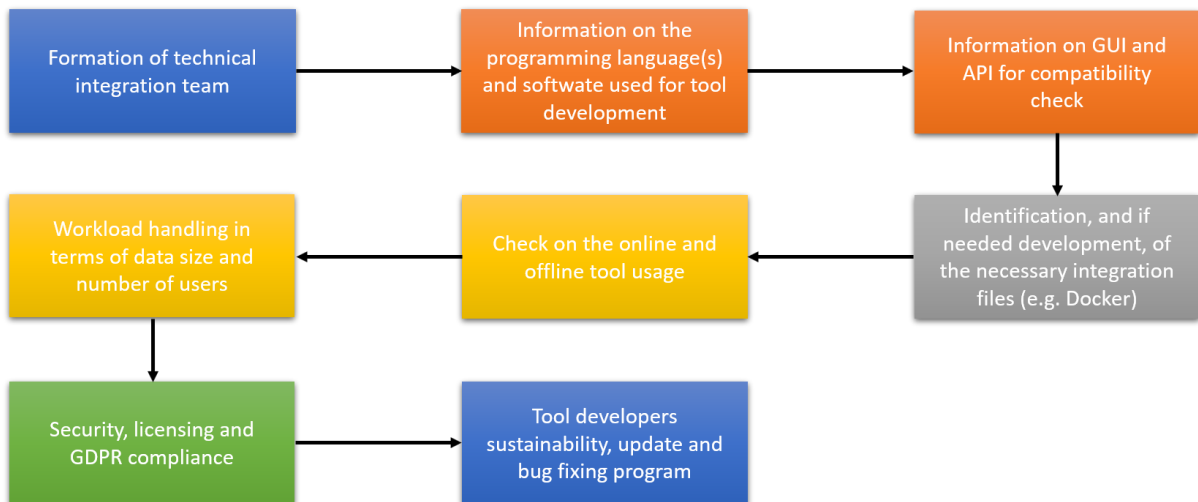 Formation of technical
integration team
Information on the
programming language(s)
and softwate used for tool
development
Information on GUI and
API for compatibility
check
Identification, and if
needed development, of
the necessary integration
files (e.g. Docker)
Check on the online and
offline tool usage
Workload handling in
terms of data size and
number of users
Security, licensing and
GDPR compliance
Tool developers
sustainability, update and
bug fixing program